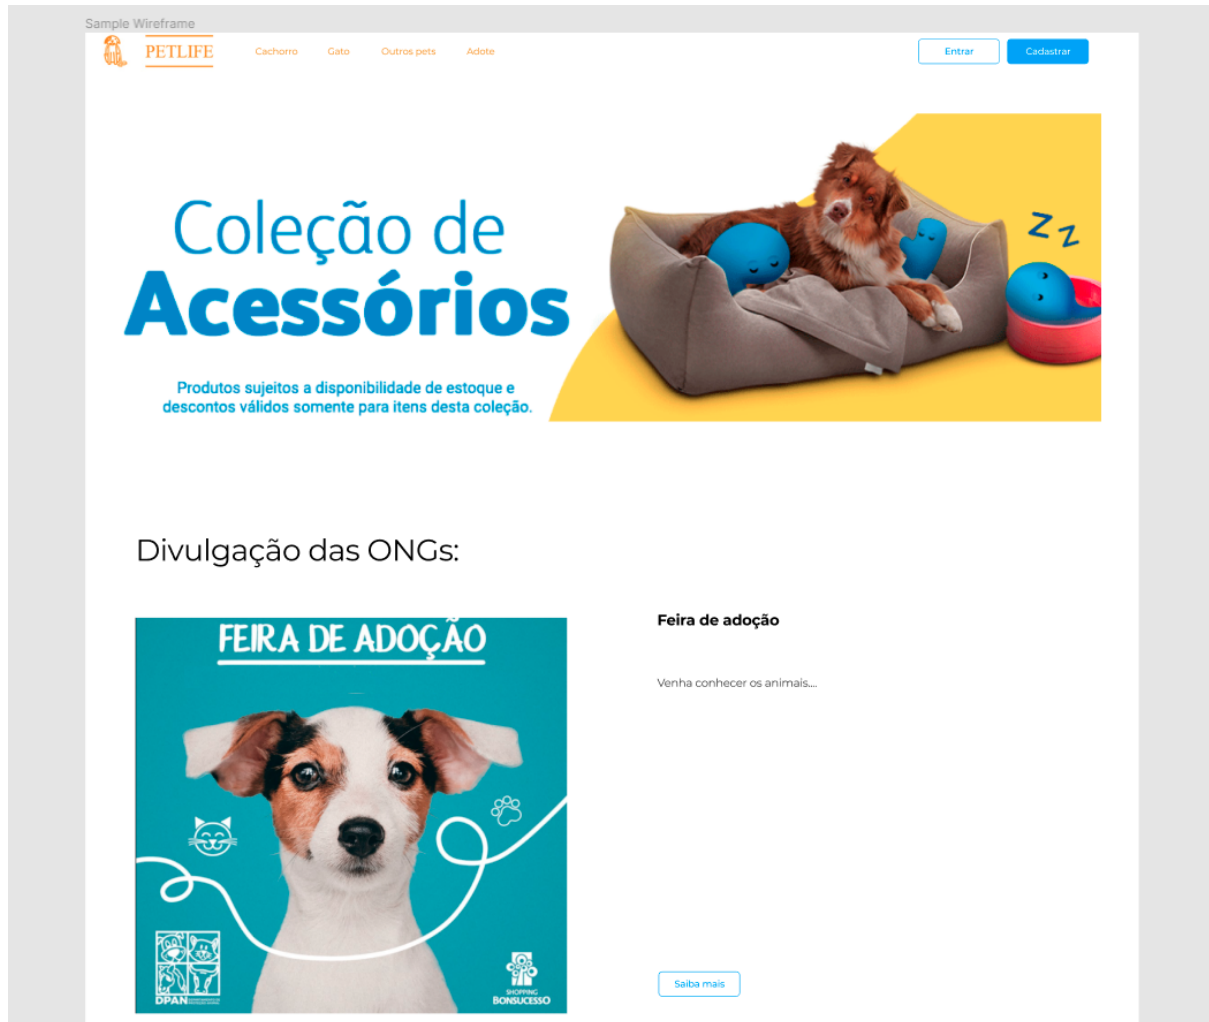 Sample Wireframe
PETLIFE
Cachorro
Gato
Outros pets
Adote
Entrar
Cadastrar
Coleção de
Acessórios
Produtos sujeitos a disponibilidade de estoque e
descontos válidos somente para itens desta coleção.
Z Z
Divulgação das ONGs:
FEIRA DE ADOÇÃO
DPAN
SHOPPING
BONSUCESSO
Feira de adoção
Venha conhecer os animais....
Saiba mais